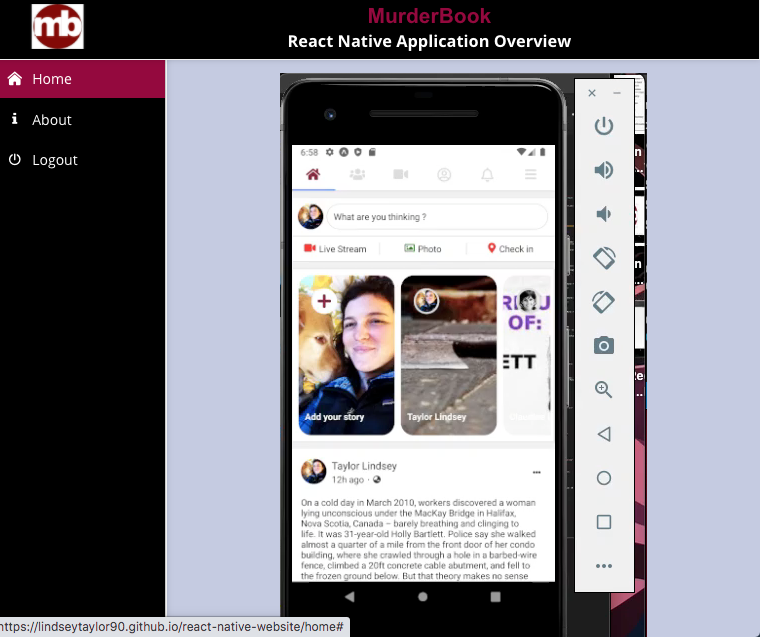 mb
MurderBook
React Native Application Overview
Home
About
Logout
6:58
What are you thinking ?
Live Stream
Photo
Check in
OF:
ETT
Add your story
Taylor Lindsey
Taylor Lindsey
12h ago ·
On a cold day in March 2010, workers discovered a woman
lying unconscious under the MacKay Bridge in Halifax,
Nova Scotia, Canada – barely breathing and clinging to
life. It was 31-year-old Holly Bartlett. Police say she walked
almost a quarter of a mile from the front door of her condo
building, where she crawled through a hole in a barbed-wire
fence, climbed a 20ft concrete cable abutment, and fell to
the frozen ground below. But that theory makes no sense
https://lindseytaylor90.github.io/react-native-website/home#